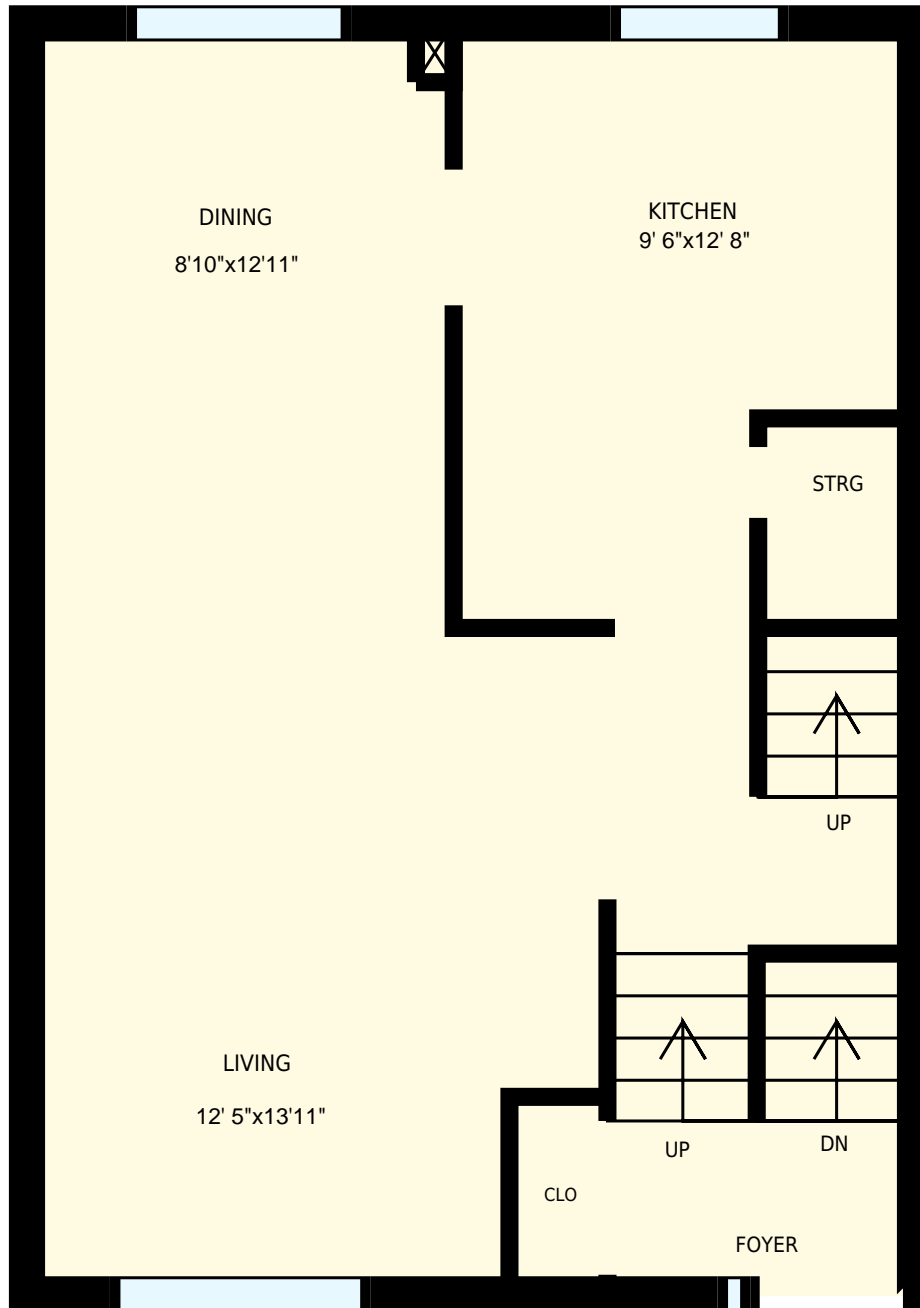 DINING
8'10"x12'11"
KITCHEN
9' 6"x12' 8"
STRG
UP
LIVING
12' 5"x13'11"
UP
DN
CLO
FOYER